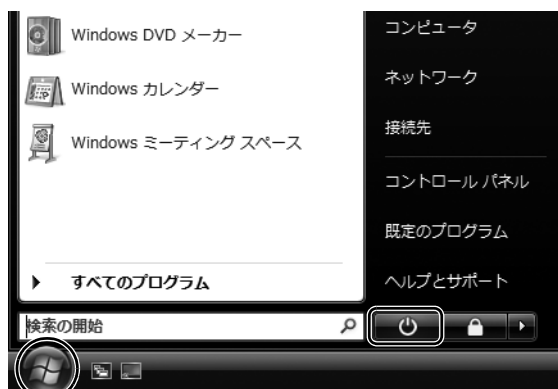 Windows DVD メーカー
Windows カレンダー
Windows ミーティング スペース
すべてのプログラム
検索の開始
コンピュータ
ネットワーク
接続先
コントロール パネル
既定のプログラム
ヘルプとサポート